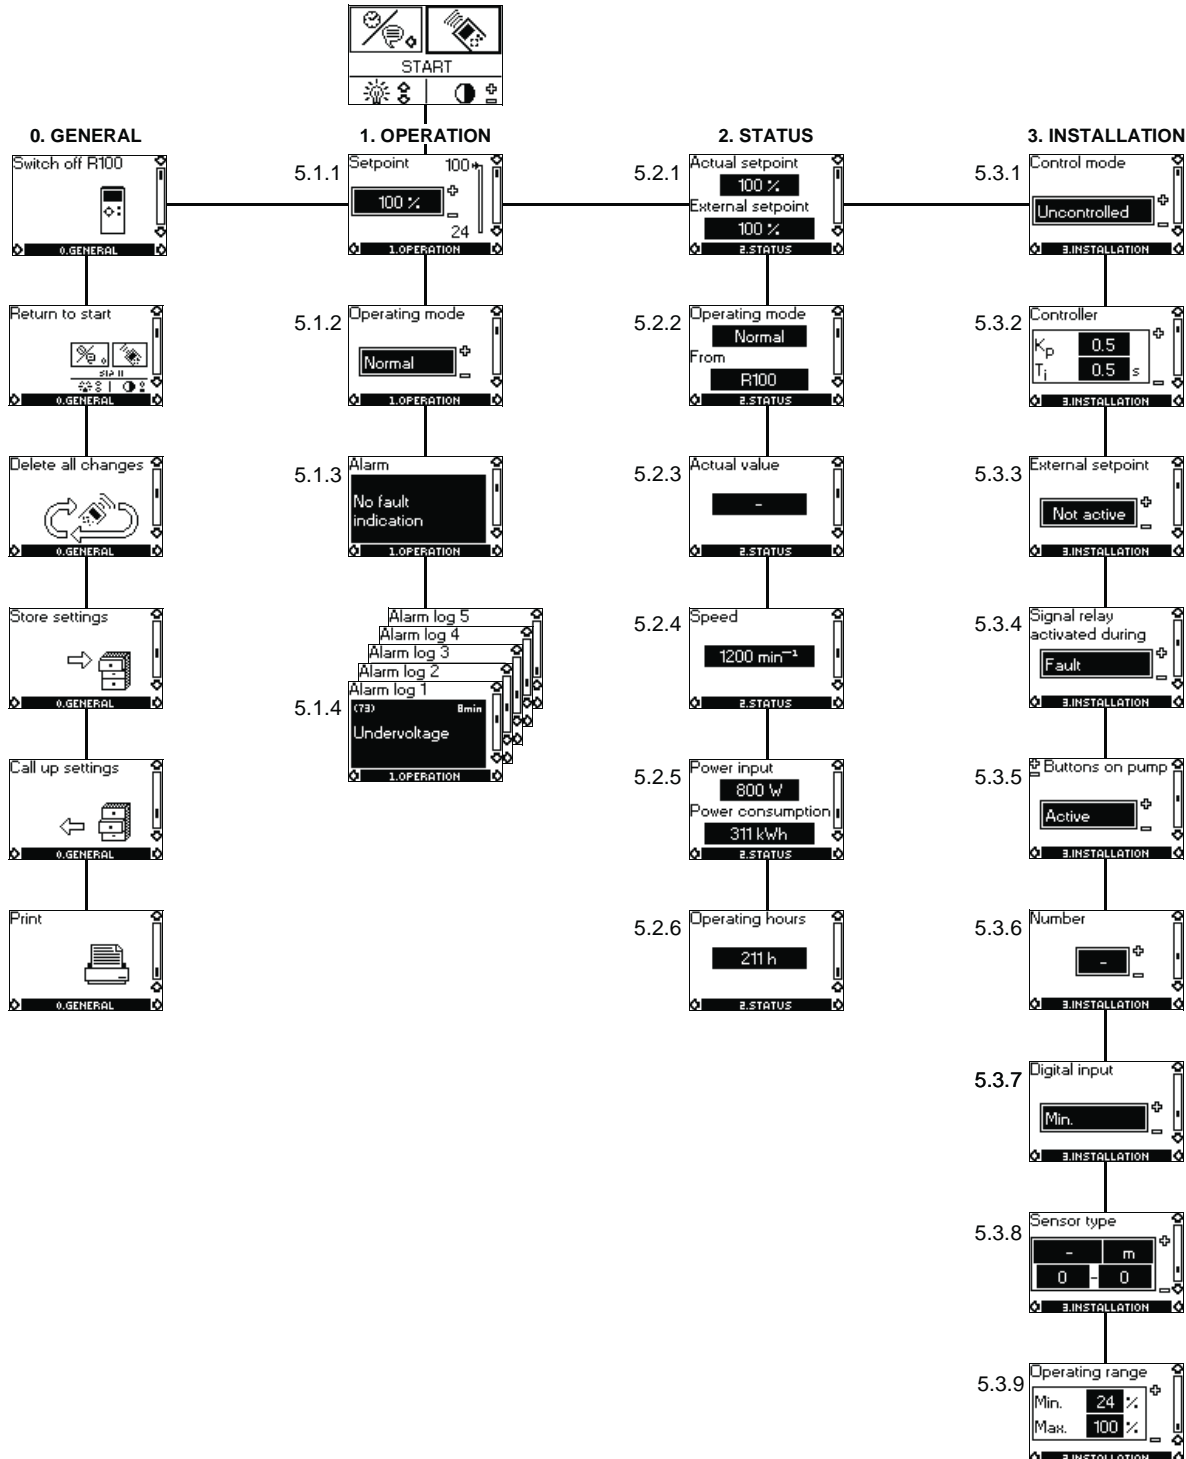 START
0. GENERAL
Switch off R100
0.GENERAL
Return to start
START
0.GENERAL
Delete all changes
0.GENERAL
Store settings
0.GENERAL
Call up settings
0.GENERAL
Print
0.GENERAL
1. OPERATION
5.1.1
Setpoint
100
100 %
24
1.OPERATION
5.1.2
Operating mode
Normal
1.OPERATION
5.1.3
Alarm
No fault
indication
1.OPERATION
Alarm log 5
Alarm log 4
Alarm log 3
Alarm log 2
Alarm log 1
5.1.4
(73) 8min
Undervoltage
1.OPERATION
2. STATUS
5.2.1
Actual setpoint
100 %
External setpoint
100 %
2.STATUS
5.2.2
Operating mode
Normal
From
R100
2.STATUS
5.2.3
Actual value
-
2.STATUS
5.2.4
Speed
1200 min⁻¹
2.STATUS
5.2.5
Power input
800 W
Power consumption
311 kWh
2.STATUS
5.2.6
Operating hours
211 h
2.STATUS
3. INSTALLATION
5.3.1
Control mode
Uncontrolled
3.INSTALLATION
5.3.2
Controller
Kp 0.5
Ti 0.5 s
3.INSTALLATION
5.3.3
External setpoint
Not active
3.INSTALLATION
5.3.4
Signal relay
activated during
Fault
3.INSTALLATION
5.3.5
Buttons on pump
Active
3.INSTALLATION
5.3.6
Number
-
3.INSTALLATION
5.3.7
Digital input
Min.
3.INSTALLATION
5.3.8
Sensor type
- m
0 - 0
3.INSTALLATION
5.3.9
Operating range
Min. 24 %
Max. 100 %
3.INSTALLATION